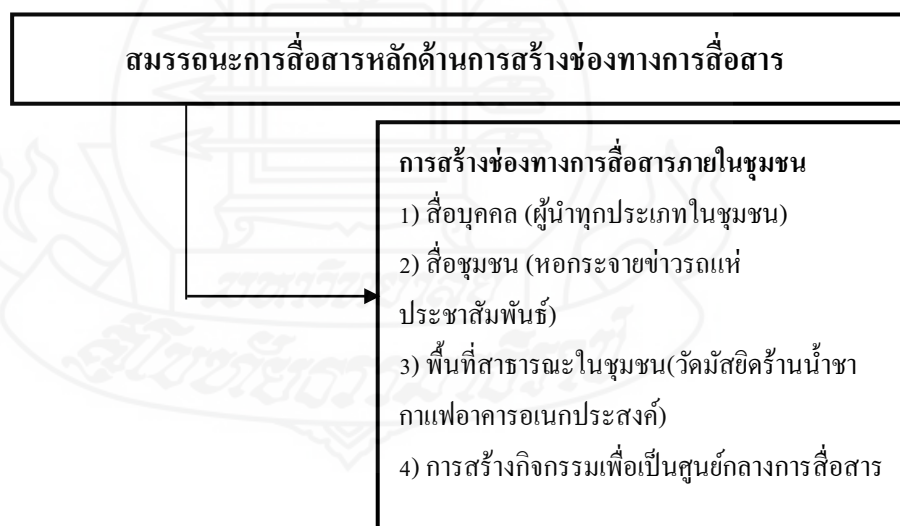 สมรรถนะการสื่อสารหลักด้านการสร้างช่องทางการสื่อสาร
การสร้างช่องทางการสื่อสารภายในชุมชน
1) สื่อบุคคล (ผู้นำทุกประเภทในชุมชน)
2) สื่อชุมชน (หอกระจายข่าวรถแห่
ประชาสัมพันธ์)
3) พื้นที่สาธารณะในชุมชน(วัดมัสยิดร้านน้ำชา
กาแฟอาคารอเนกประสงค์)
4) การสร้างกิจกรรมเพื่อเป็นศูนย์กลางการสื่อสาร